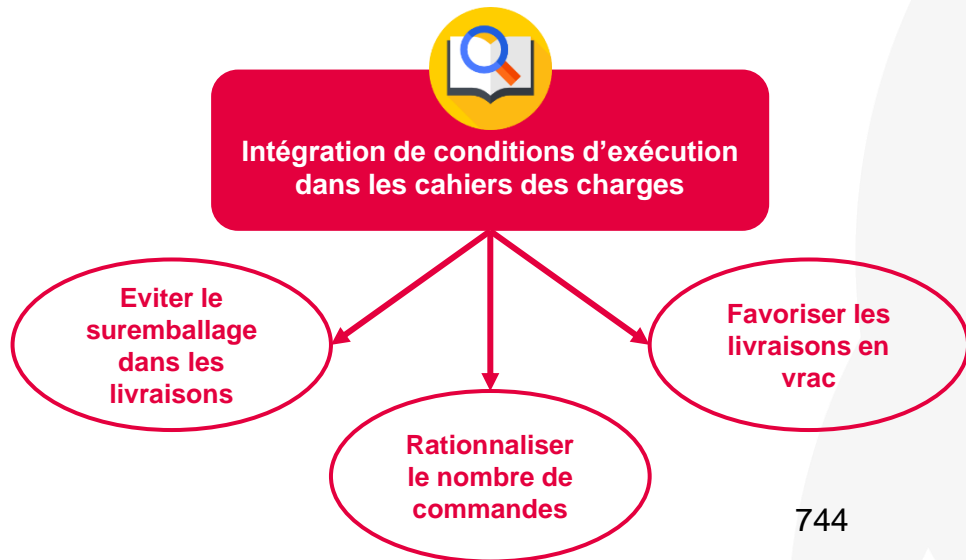 Intégration de conditions d’exécution
dans les cahiers des charges
Eviter le
suremballage
dans les
livraisons
Rationnaliser
le nombre de
commandes
Favoriser les
livraisons en
vrac
744